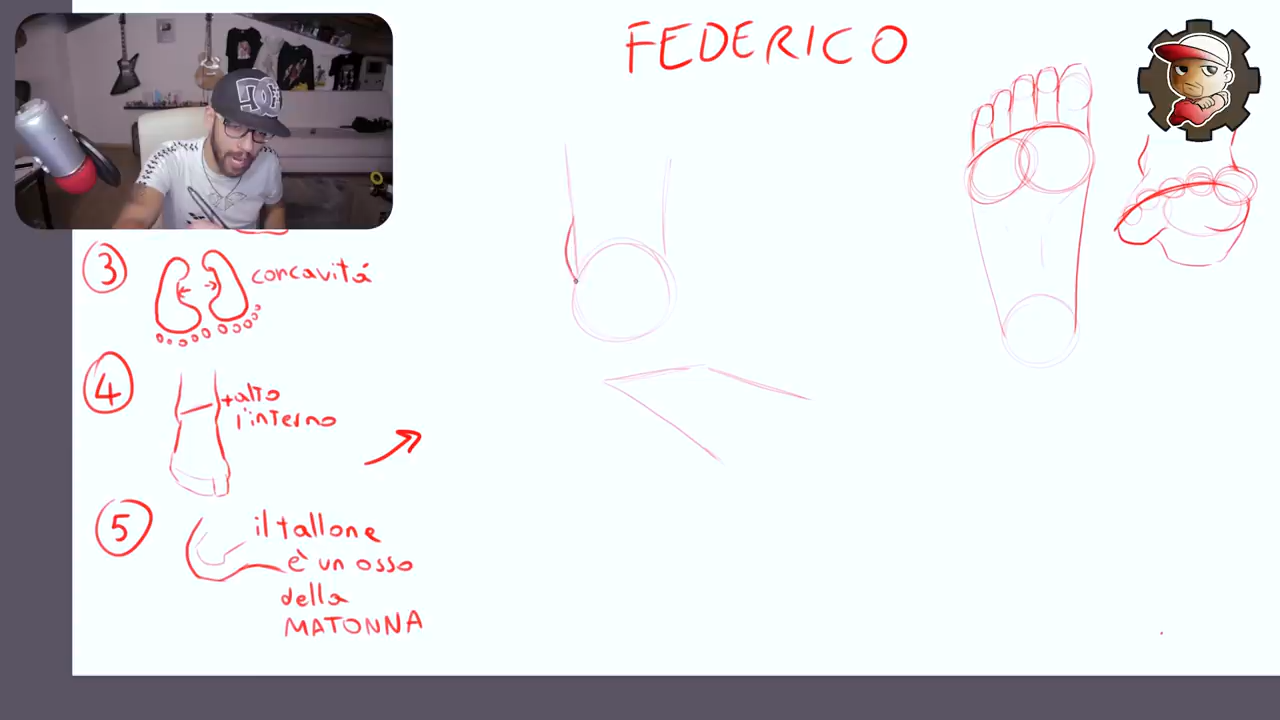 FEDERICO
3
concavitá
4
+alto
l'interno
5
il tallone
è un osso
della
MATONNA